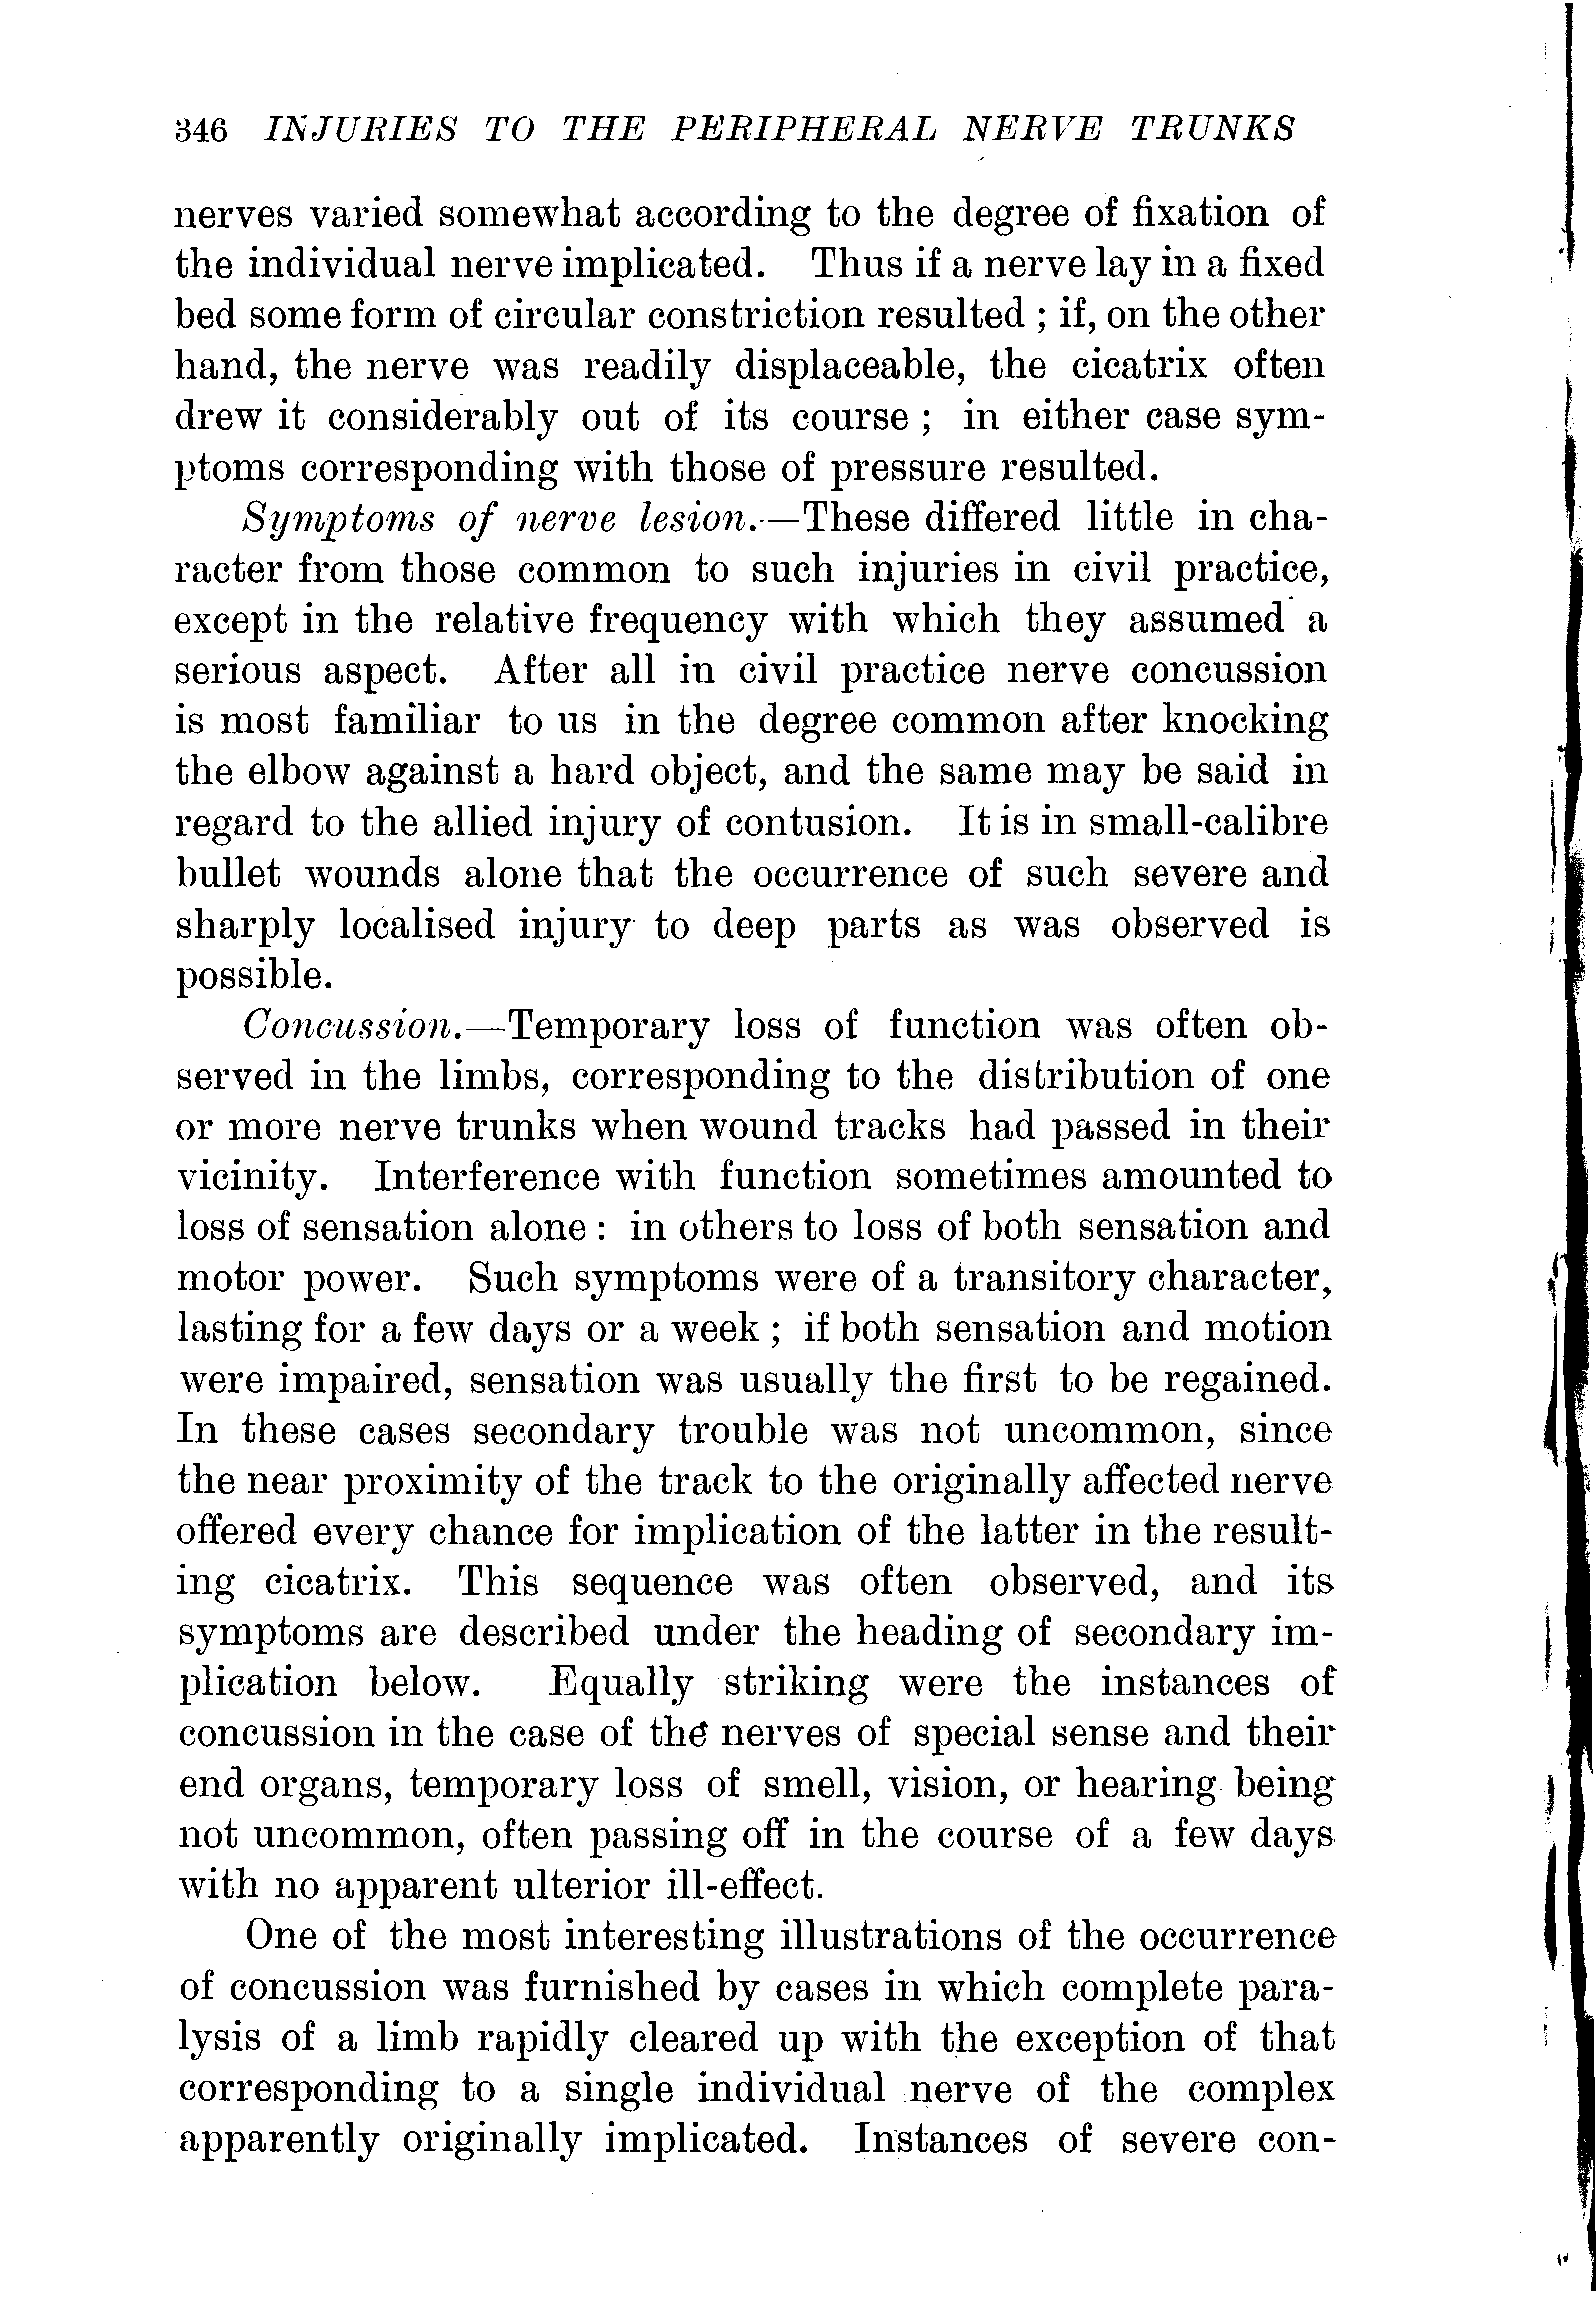 346 INJURIES TO THE PERIPHERAL NERVE TRUNKS
nerves varied somewhat according to the degree of fixation of
the individual nerve implicated. Thus if a nerve lay in a fixed
bed some form of circular constriction resulted ; if, on the other
hand, the nerve was readily displaceable, the cicatrix often
drew it considerably out of its course ; in either case sym-
ptoms corresponding with those of pressure resulted.
Symptoms of nerve lesion.—These differed little in cha-
racter from those common to such injuries in civil practice,
except in the relative frequency with which they assumed a
serious aspect. After all in civil practice nerve concussion
is most familiar to us in the degree common after knocking
the elbow against a hard object, and the same may be said in
regard to the allied injury of contusion. It is in small-calibre
bullet wounds alone that the occurrence of such severe and
sharply localised injury to deep parts as was observed is
possible.
Concussion.—Temporary loss of function was often ob-
served in the limbs, corresponding to the distribution of one
or more nerve trunks when wound tracks had passed in their
vicinity. Interference with function sometimes amounted to
loss of sensation alone : in others to loss of both sensation and
motor power. Such symptoms were of a transitory character,
lasting for a few days or a week ; if both sensation and motion
were impaired, sensation was usually the first to be regained.
In these cases secondary trouble was not uncommon, since
the near proximity of the track to the originally affected nerve
offered every chance for implication of the latter in the result-
ing cicatrix. This sequence was often observed, and its
symptoms are described under the heading of secondary im-
plication below. Equally striking were the instances of
concussion in the case of the nerves of special sense and their
end organs, temporary loss of smell, vision, or hearing being
not uncommon, often passing off in the course of a few days
with no apparent ulterior ill-effect.
One of the most interesting illustrations of the occurrence
of concussion was furnished by cases in which complete para-
lysis of a limb rapidly cleared up with the exception of that
corresponding to a single individual nerve of the complex
apparently originally implicated. Instances of severe con-